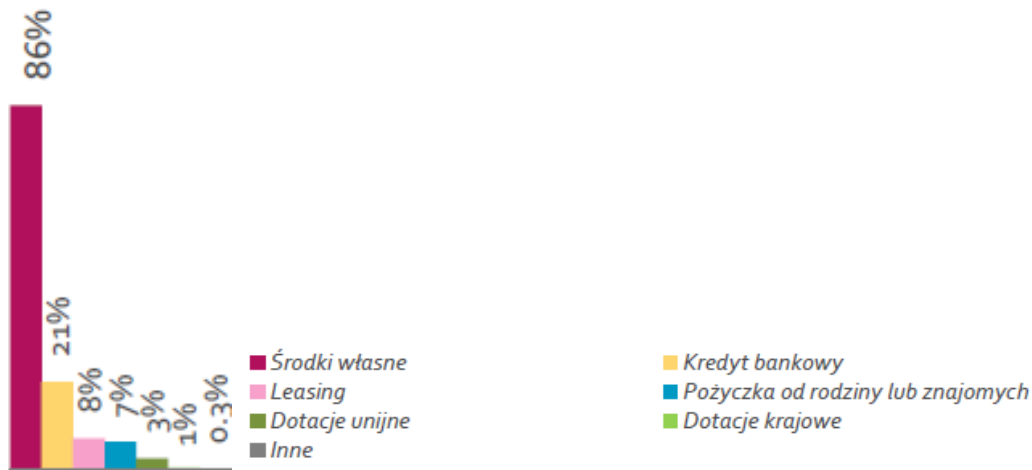 86%
21%
8%
7%
3%
1%
0.3%
Środki własne
Kredyt bankowy
Leasing
Pożyczka od rodziny lub znajomych
Dotacje unijne
Dotacje krajowe
Inne